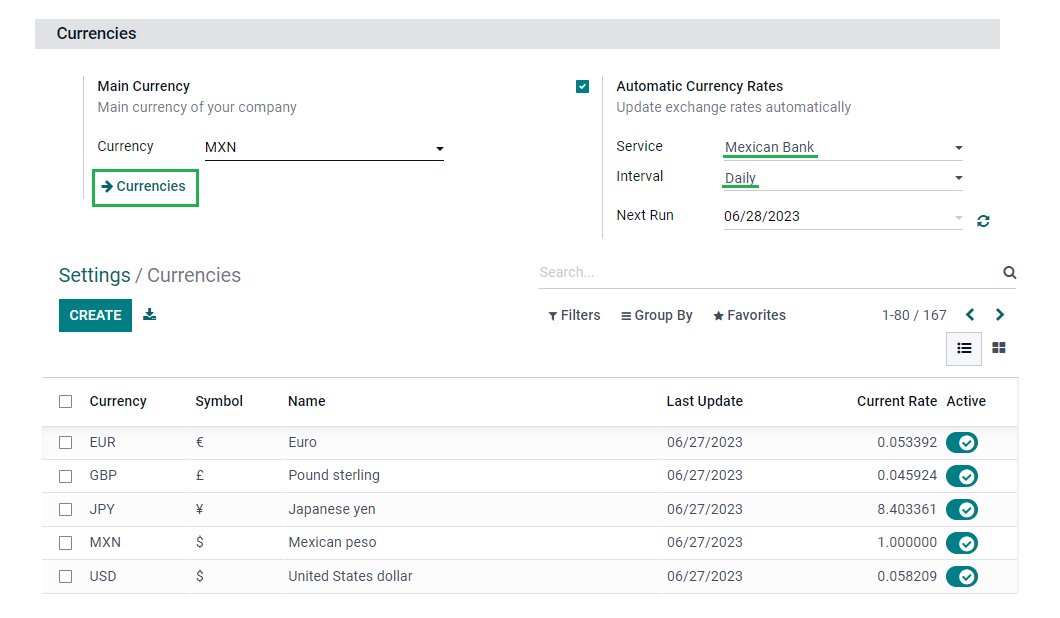 Currencies
Main Currency
Main currency of your company
Currency MXN
Currencies
Automatic Currency Rates
Update exchange rates automatically
Service Mexican Bank
Interval Daily
Next Run 06/28/2023
Settings / Currencies
Search...
CREATE
Filters Group By Favorites 1-80 / 167
Currency Symbol Name Last Update Current Rate Active
EUR € Euro 06/27/2023 0.053392
GBP £ Pound sterling 06/27/2023 0.045924
JPY ¥ Japanese yen 06/27/2023 8.403361
MXN $ Mexican peso 06/27/2023 1.000000
USD $ United States dollar 06/27/2023 0.058209